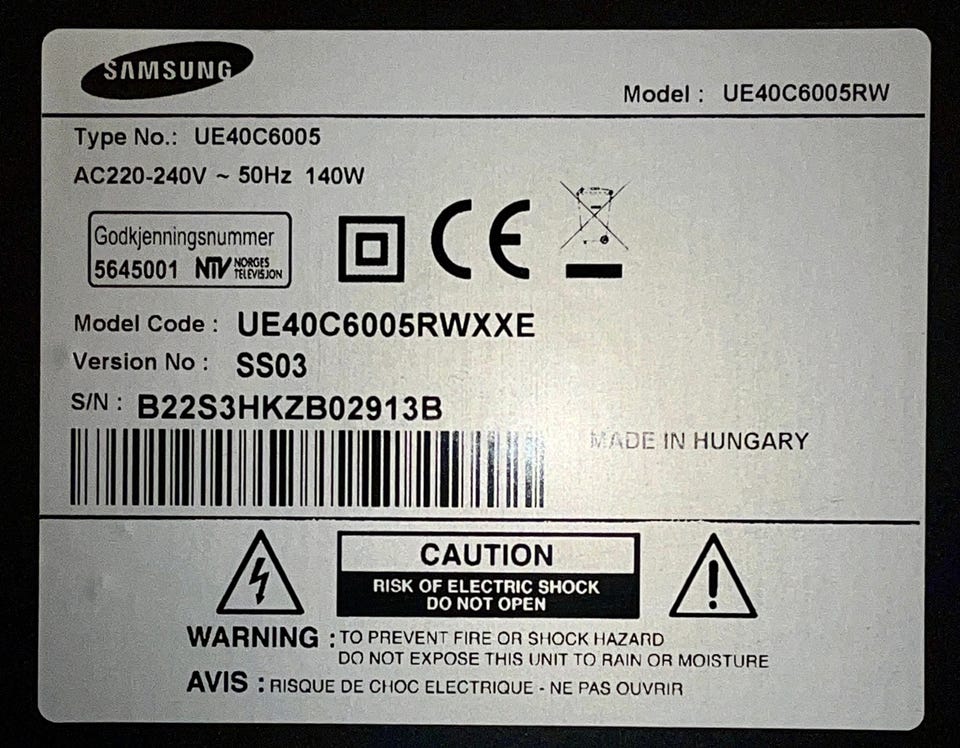 SAMSUNG
Model : UE40C6005RW
Type No.: UE40C6005
AC220-240V ~ 50Hz 140W
Godkjenningsnummer
5645001 NTV NORGES TELEVISJON
CE
Model Code : UE40C6005RWXXE
Version No : SS03
S/N : B22S3HKZB02913B
MADE IN HUNGARY
CAUTION
RISK OF ELECTRIC SHOCK
DO NOT OPEN
WARNING : TO PREVENT FIRE OR SHOCK HAZARD
DO NOT EXPOSE THIS UNIT TO RAIN OR MOISTURE
AVIS : RISQUE DE CHOC ELECTRIQUE - NE PAS OUVRIR